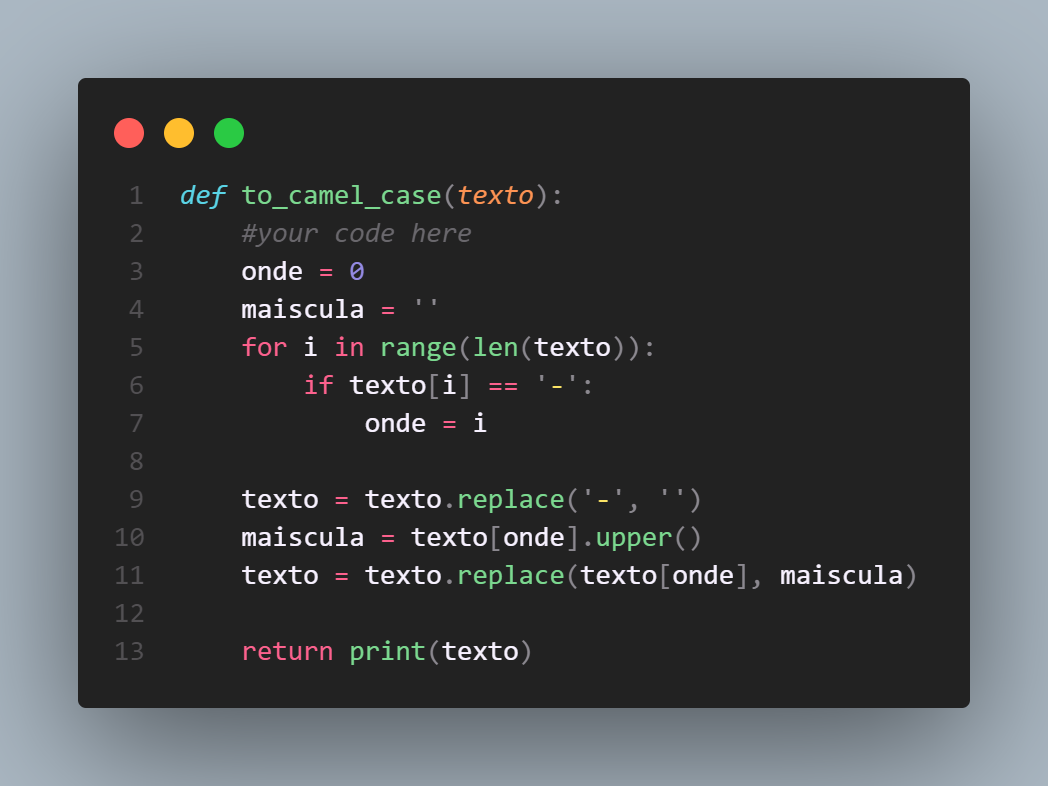 1 def to_camel_case(texto):
2     #your code here
3     onde = 0
4     maiscula = ''
5     for i in range(len(texto)):
6         if texto[i] == '-':
7             onde = i
8
9     texto = texto.replace('-', '')
10     maiscula = texto[onde].upper()
11     texto = texto.replace(texto[onde], maiscula)
12
13     return print(texto)